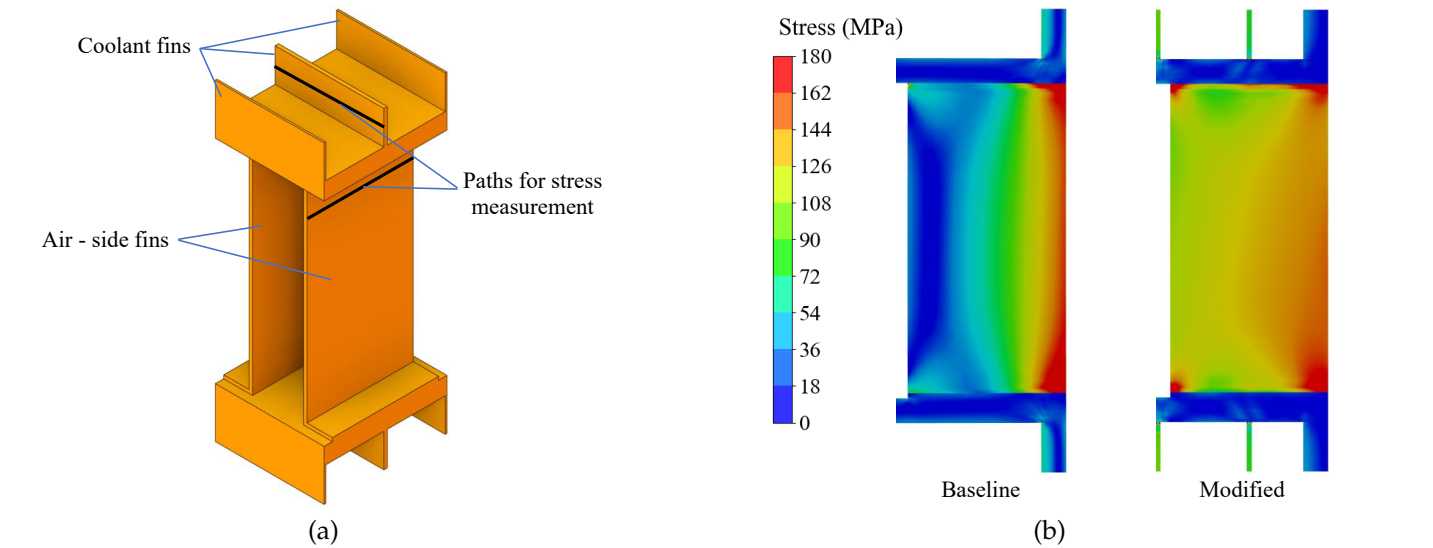 Coolant fins
Paths for stress
measurement
Air - side fins
(a)
Stress (MPa)
180
162
144
126
108
90
72
54
36
18
0
Baseline
Modified
(b)